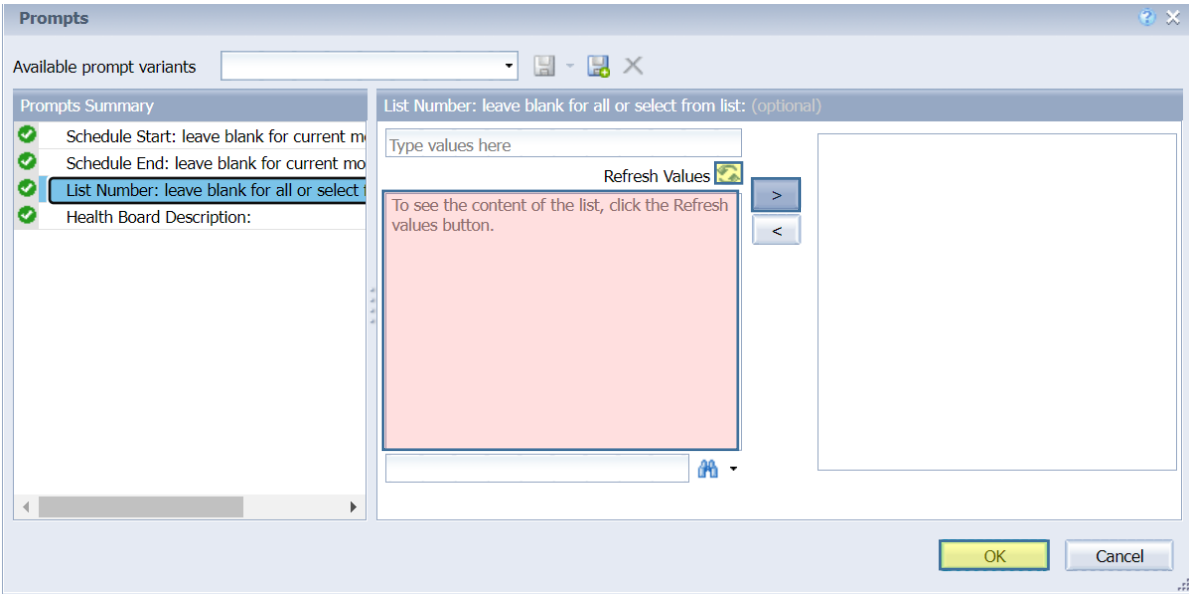 Prompts
Available prompt variants
Prompts Summary
Schedule Start: leave blank for current m
Schedule End: leave blank for current mo
List Number: leave blank for all or select f
Health Board Description:
List Number: leave blank for all or select from list: (optional)
Type values here
Refresh Values
To see the content of the list, click the Refresh
values button.
>
<
OK
Cancel